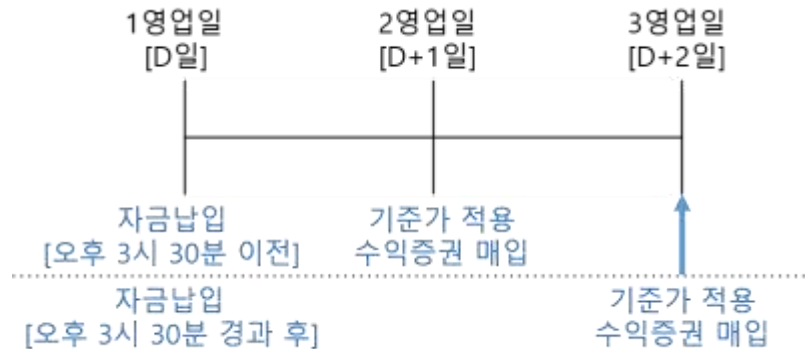 1영업일
[D일]
2영업일
[D+1일]
3영업일
[D+2일]
자금납입
[오후 3시 30분 이전]
기준가 적용
수익증권 매입
자금납입
[오후 3시 30분 경과 후]
기준가 적용
수익증권 매입